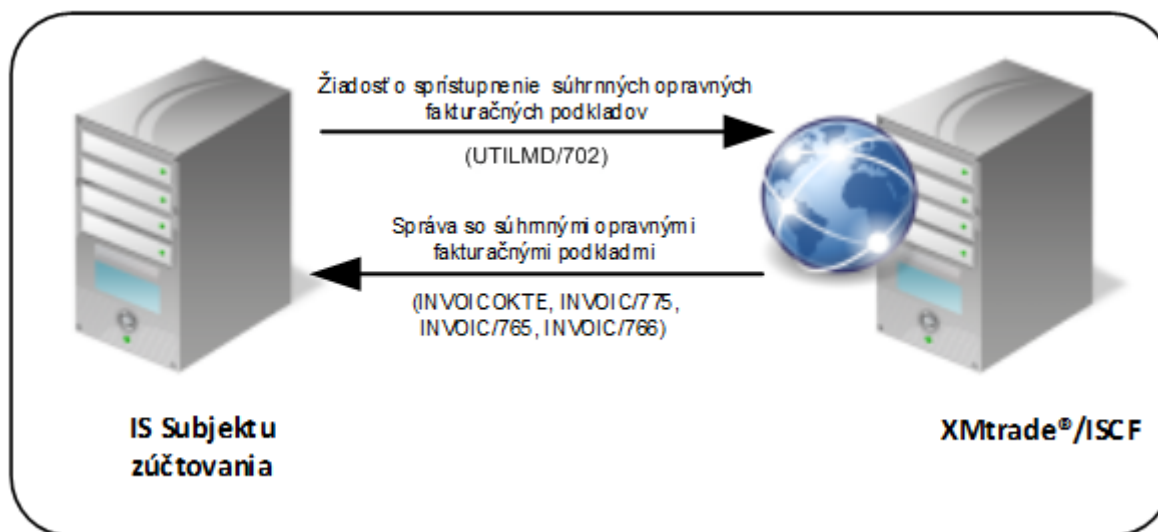 Žiadosť o sprístupnenie súhrnných opravných
fakturačných podkladov
(UTILMD/702)
Správa so súhrnnými opravnými
fakturačnými podkladmi
(INVOICOKTE, INVOIC/775,
INVOIC/765, INVOIC/766)
IS Subjektu
zúčtovania
XMtrade®/ISCF